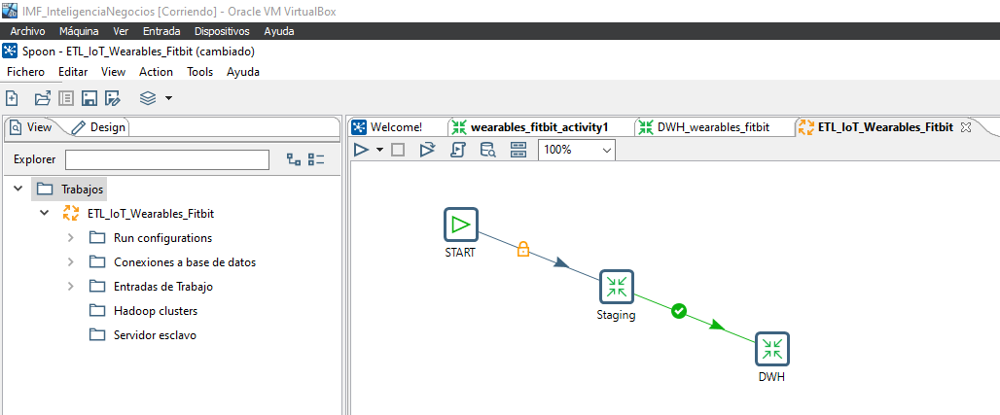 IMF_InteligenciaNegocios [Corriendo] - Oracle VM VirtualBox
Archivo Máquina Ver Entrada Dispositivos Ayuda
Spoon - ETL_IoT_Wearables_Fitbit (cambiado)
Fichero Editar View Action Tools Ayuda
View Design
Welcome! wearables_fitbit_activity1 DWH_wearables_fitbit ETL_IoT_Wearables_Fitbit
Explorer
100%
Trabajos
ETL_IoT_Wearables_Fitbit
Run configurations
Conexiones a base de datos
Entradas de Trabajo
Hadoop clusters
Servidor esclavo
START
Staging
DWH